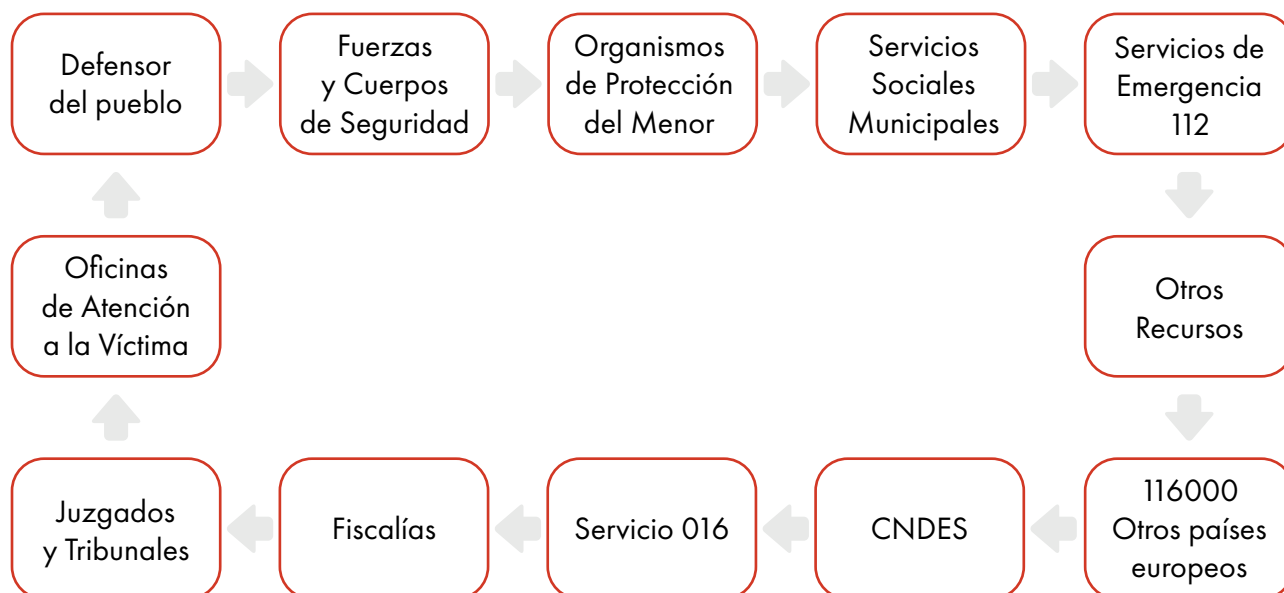 Defensor
del pueblo
Fuerzas
y Cuerpos
de Seguridad
Organismos
de Protección
del Menor
Servicios
Sociales
Municipales
Servicios de
Emergencia
112
Oficinas
de Atención
a la Víctima
Otros
Recursos
Juzgados
y Tribunales
Fiscalías
Servicio 016
CNDES
116000
Otros países
europeos